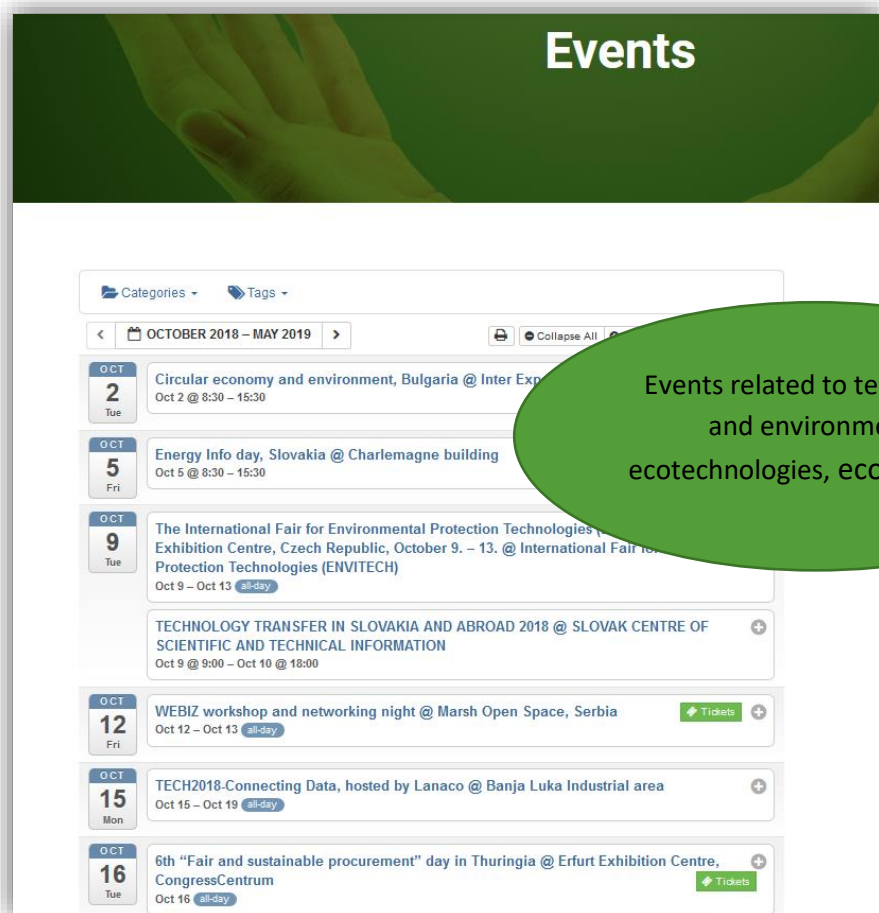 Events
Categories
Tags
OCTOBER 2018 – MAY 2019
Collapse All
OCT
2
Tue
Circular economy and environment, Bulgaria @ Inter
Oct 2 @ 8:30 – 15:30
OCT
5
Fri
Energy Info day, Slovakia @ Charlemagne building
Oct 5 @ 8:30 – 15:30
Events related to
and
ecotechnologies,
OCT
9
Tue
The International Fair for Environmental Protection Technologies
Exhibition Centre, Czech Republic, October 9. – 13. @ International Fair
Protection Technologies (ENVITECH)
Oct 9 – Oct 13 all-day
TECHNOLOGY TRANSFER IN SLOVAKIA AND ABROAD 2018 @ SLOVAK CENTRE OF
SCIENTIFIC AND TECHNICAL INFORMATION
Oct 9 @ 9:00 – Oct 10 @ 18:00
OCT
12
Fri
WEBIZ workshop and networking night @ Marsh Open Space, Serbia
Tickets
Oct 12 – Oct 13 all-day
OCT
15
Mon
TECH2018-Connecting Data, hosted by Lanaco @ Banja Luka Industrial area
Oct 15 – Oct 19 all-day
OCT
16
Tue
6th “Fair and sustainable procurement” day in Thuringia @ Erfurt Exhibition Centre,
CongressCentrum
Tickets
Oct 16 all-day